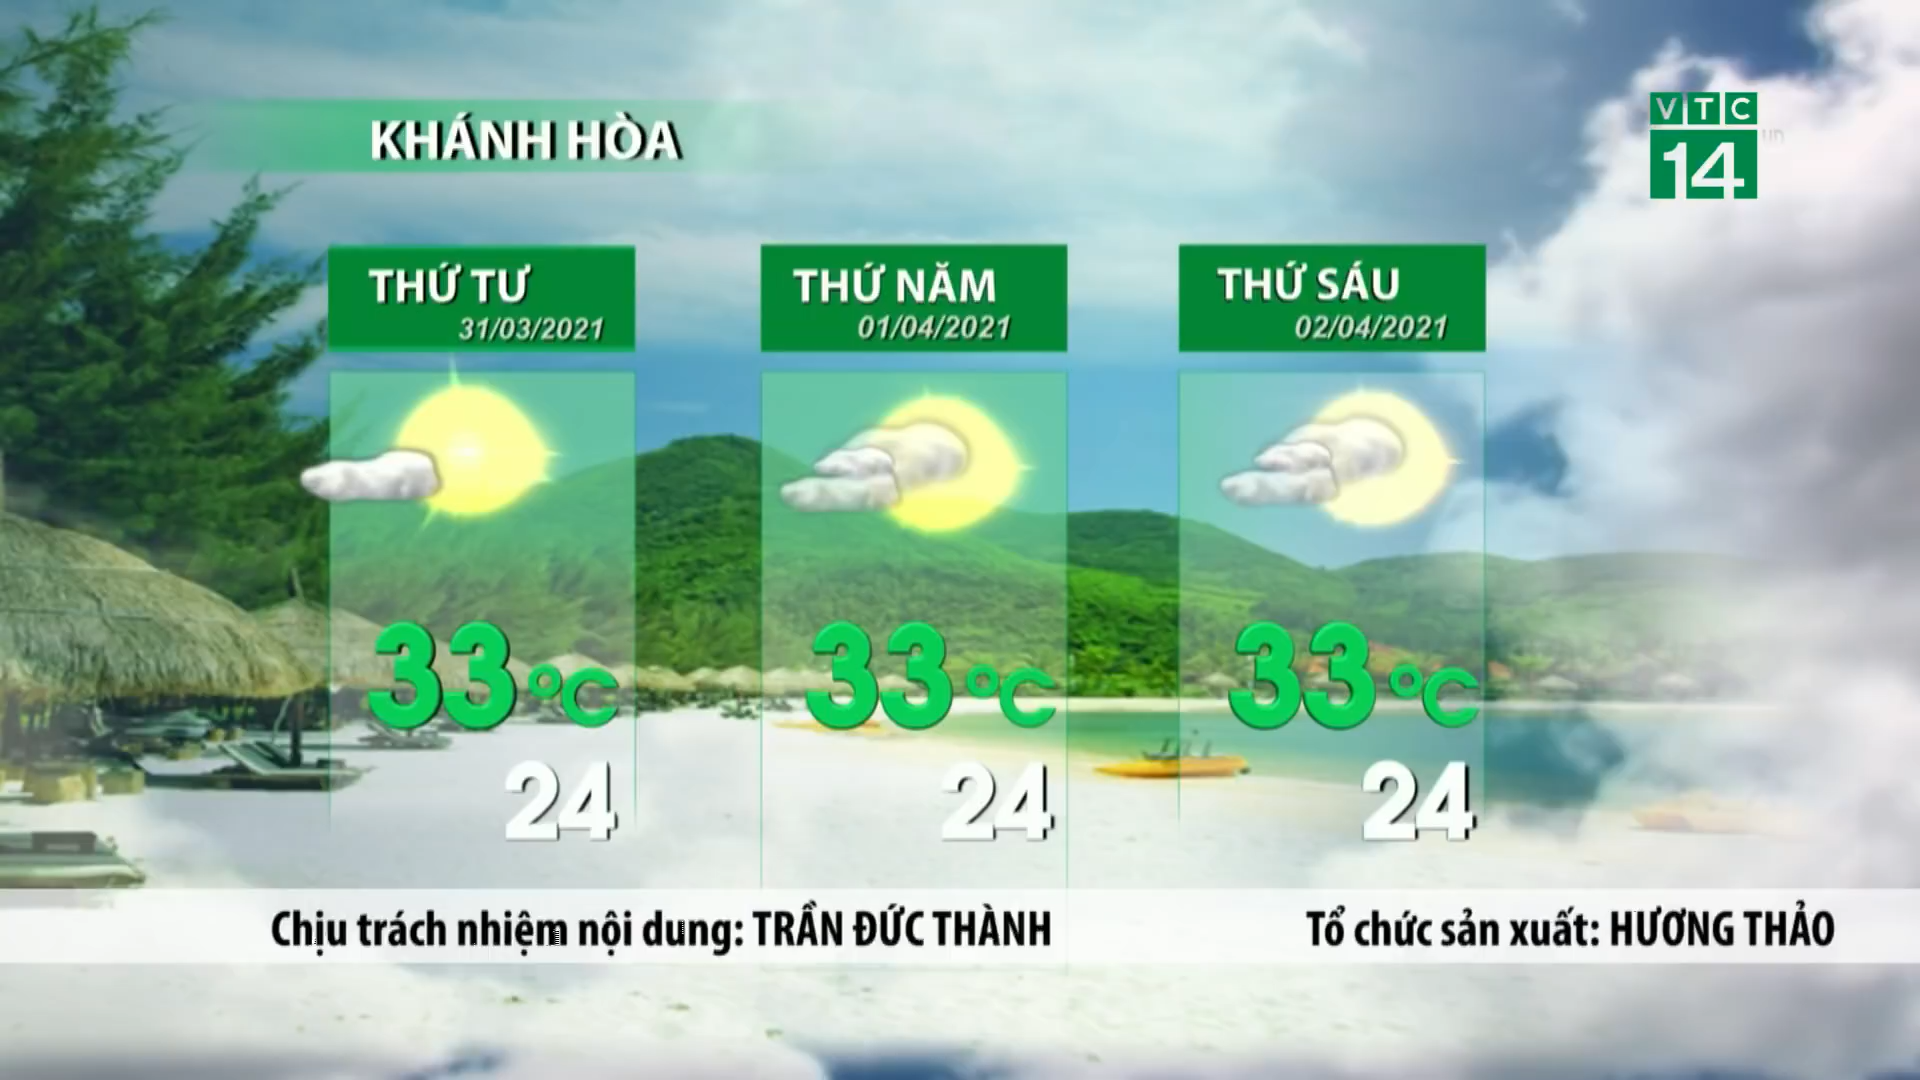 KHÁNH HÒA
VTC
14
THỨ TƯ
31/03/2021
THỨ NĂM
01/04/2021
THỨ SÁU
02/04/2021
33°C
33°C
33°C
24
24
24
Chịu trách nhiệm nội dung: TRẦN ĐỨC THÀNH
Tổ chức sản xuất: HƯƠNG THẢO